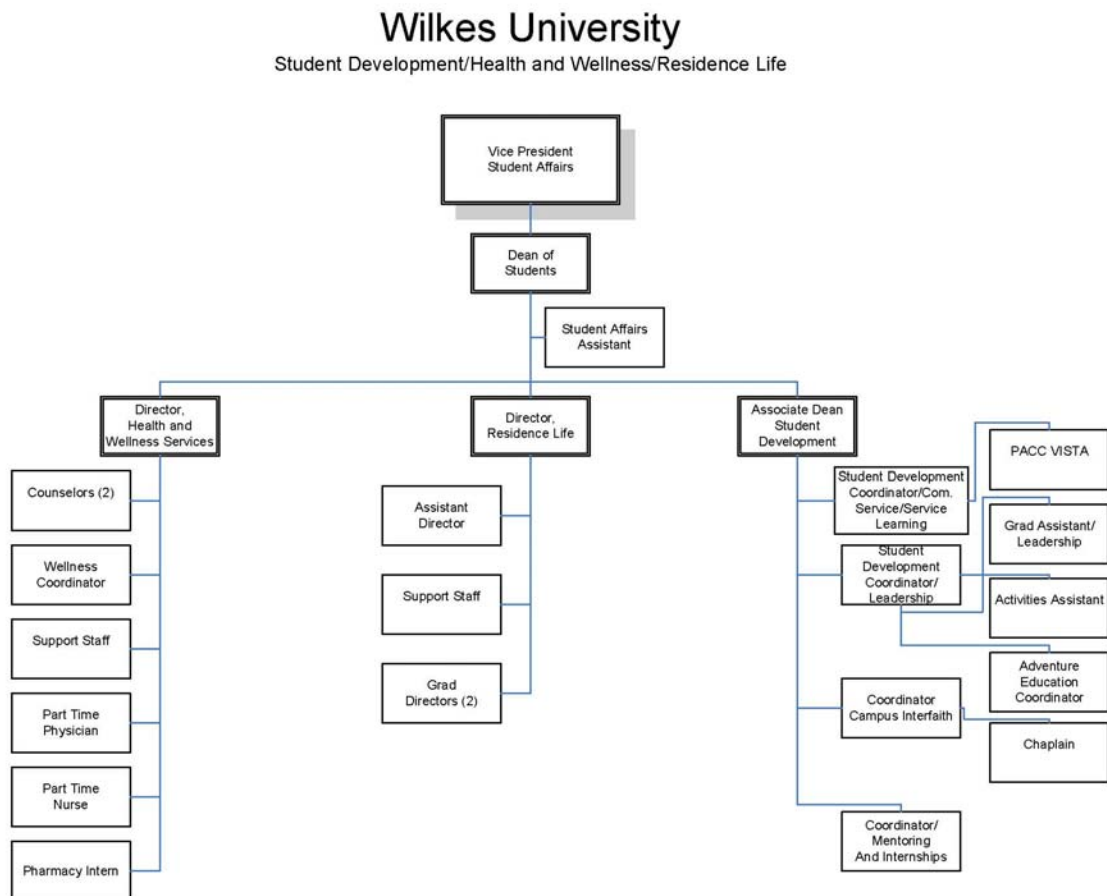 Wilkes University
Student Development/Health and Wellness/Residence Life
Vice President
Student Affairs
Dean of
Students
Student Affairs
Assistant
Director,
Health and
Wellness Services
Director,
Residence Life
Associate Dean
Student
Development
Counselors (2)
Wellness
Coordinator
Support Staff
Part Time
Physician
Part Time
Nurse
Pharmacy Intern
Assistant
Director
Support Staff
Grad
Directors (2)
Student Development
Coordinator/Com.
Service/Service
Learning
Student
Development
Coordinator/
Leadership
Coordinator
Campus Interfaith
Coordinator/
Mentoring
And Internships
PACC VISTA
Grad Assistant/
Leadership
Activities Assistant
Adventure
Education
Coordinator
Chaplain